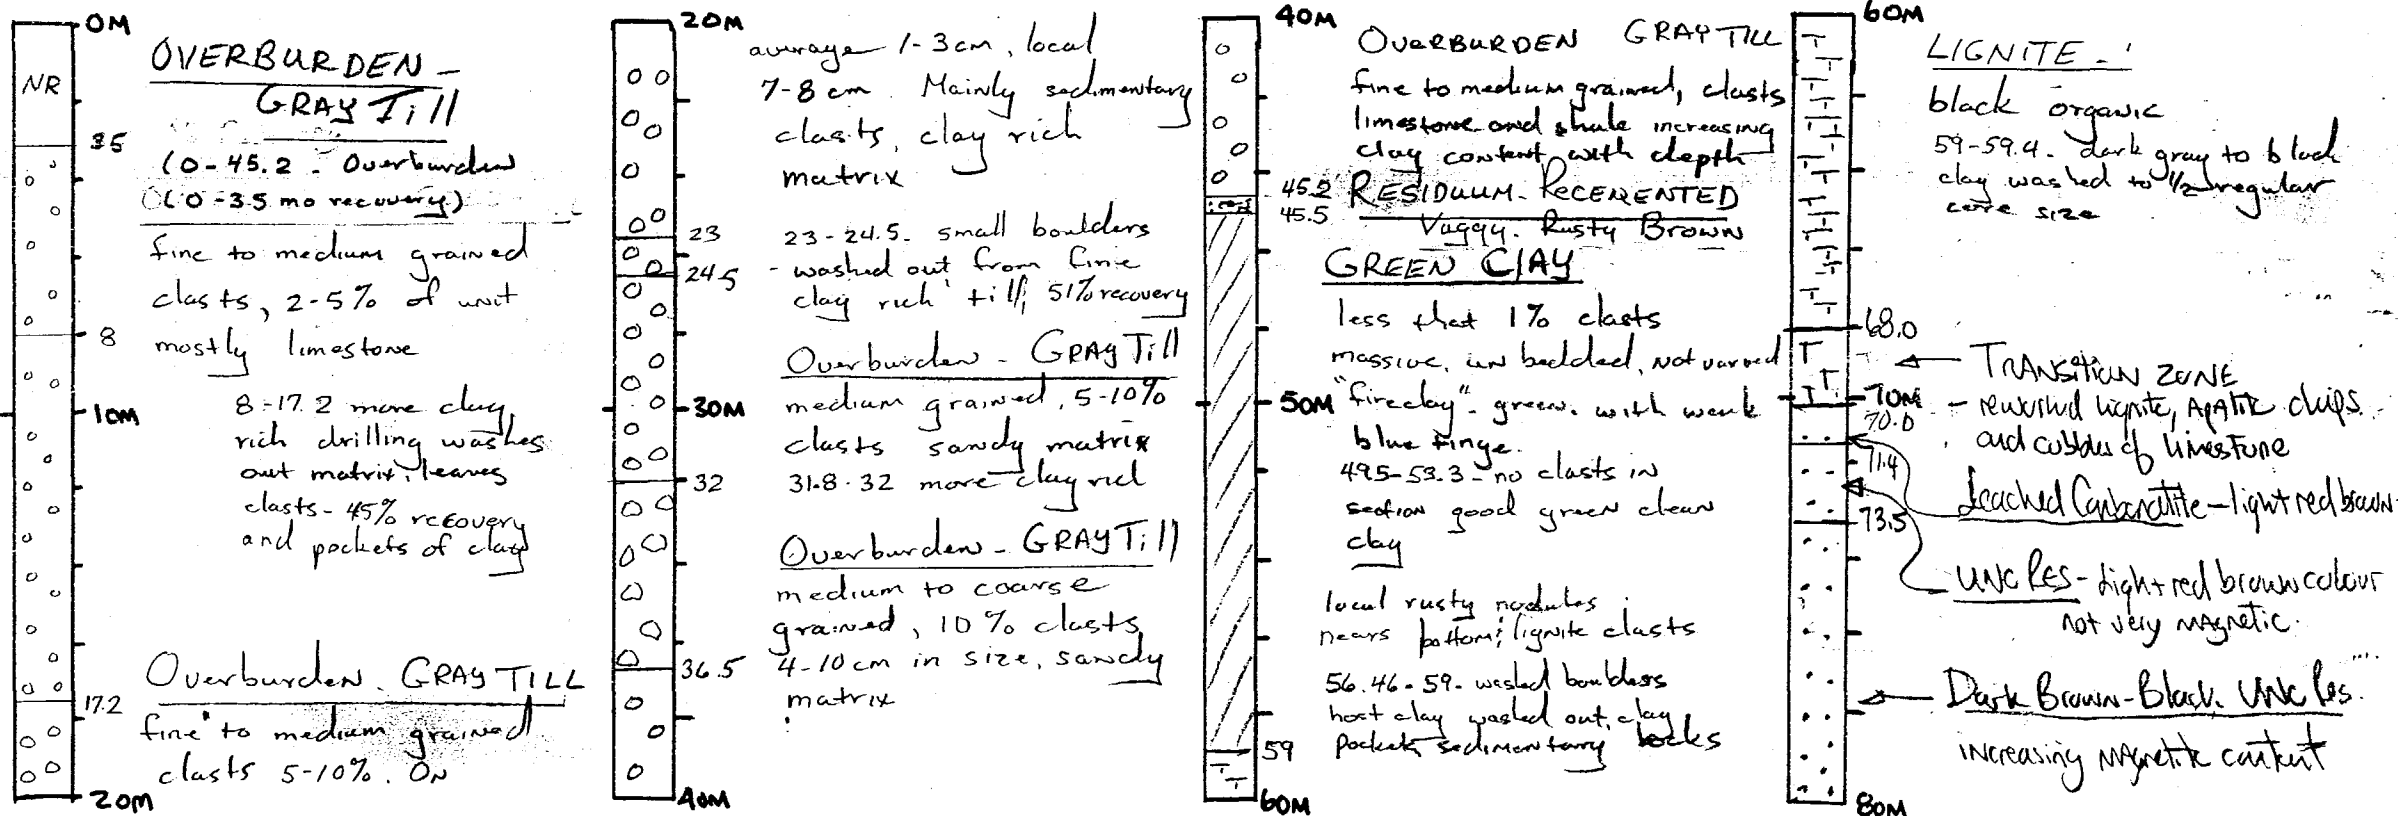 0M
NR
3.5
8
10M
17.2
20M
OVERBURDEN -
GRAY Till
(0-45.2 - Overburden
(0-3.5 no recovery)
fine to medium grained
clasts, 2-5% of unit
mostly limestone
8-17.2 more clay
rich drilling washes
out matrix, leaves
clasts - 45% recovery
and pockets of clay
Overburden - GRAY TILL
fine to medium grained
clasts 5-10%. ON
20M
23
24.5
30M
32
36.5
40M
average 1-3cm, local
7-8 cm Mainly sedimentary
clasts, clay rich
matrix
23-24.5- small boulders
- washed out from fine
clay rich till, 51% recovery
Overburden - GRAY Till
medium grained, 5-10%
clasts sandy matrix
31.8-32 more clay rich
Overburden - GRAY Till
medium to coarse
grained, 10% clasts
4-10cm in size, sandy
matrix
40M
45.2
45.5
50M
59
60M
OVERBURDEN GRAY TILL
fine to medium grained, clasts
limestone and shale increasing
clay content with depth
RESIDUUM - RECEMENTED
Vuggy. Rusty Brown
GREEN ClAY
less that 1% clasts
massive, un bedded, not varved
"fireclay" - green. with weak
blue tinge.
49.5-53.3 - no clasts in
section good green clean
clay
local rusty nodules
nears bottom; lignite clasts
56.46-59- washed boulders
host clay washed out, clay
pockets, sedimentary rocks
60M
68.0
70M
70.0
71.4
73.5
80M
LIGNITE -
black organic
59-59.4 - dark gray to black
clay washed to 1/2 regular
core size
TRANSITION ZONE
- reworked lignite, Apatite chips
and cobbles of limestone
Leached Carbonatite - light red brown
UNC RES - Light red brown colour
not very magnetic.
Dark Brown-Black UNC Res.
increasing magnetite content